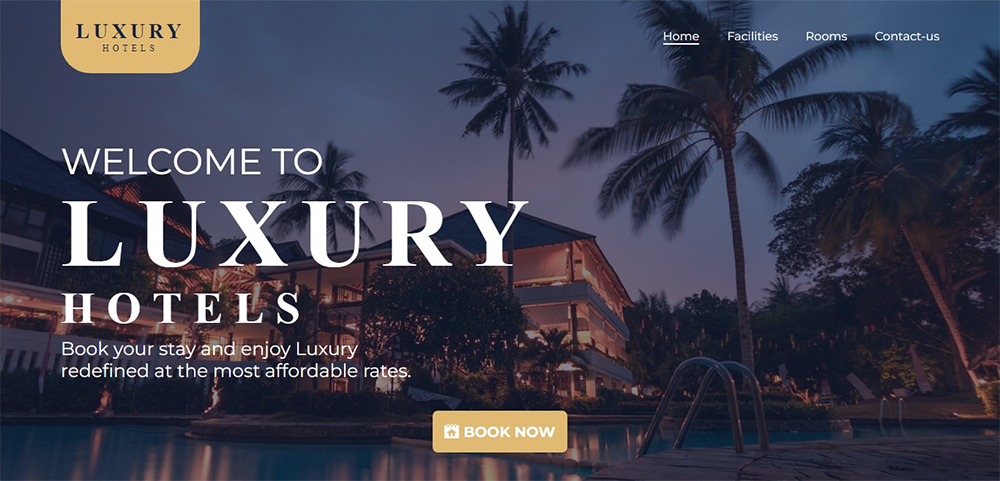 LUXURY
HOTELS
Home Facilities Rooms Contact-us
WELCOME TO
LUXURY
HOTELS
Book your stay and enjoy Luxury
redefined at the most affordable rates.
BOOK NOW